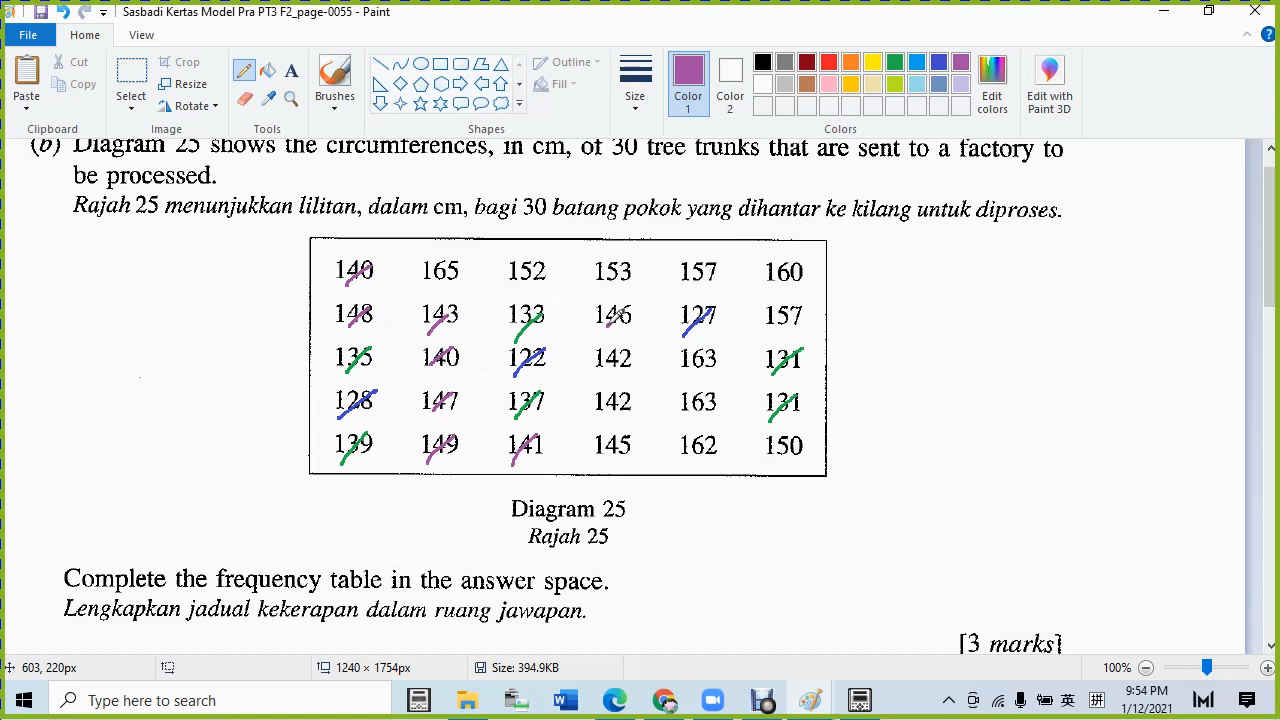 Sasbadi Kertas Model Pra PT3 F2_page-0055 - Paint
File Home View
Paste
Cut
Copy
Clipboard
Select
Crop
Resize
Rotate
Image
A
Tools
Brushes
Outline
Fill
Shapes
Size
Color 1
Color 2
Edit colors
Colors
Edit with Paint 3D
(b) Diagram 25 shows the circumferences, in cm, of 30 tree trunks that are sent to a factory to
be processed.
Rajah 25 menunjukkan lilitan, dalam cm, bagi 30 batang pokok yang dihantar ke kilang untuk diproses.
140 165 152 153 157 160
148 143 133 146 127 157
135 140 122 142 163 131
128 147 137 142 163 131
139 149 141 145 162 150
Diagram 25
Rajah 25
Complete the frequency table in the answer space.
Lengkapkan jadual kekerapan dalam ruang jawapan.
[3 marks]
603, 220px 1240 × 1754px Size: 394.9KB 100%
Type here to search
英
拼
9:54 PM
1/12/2021